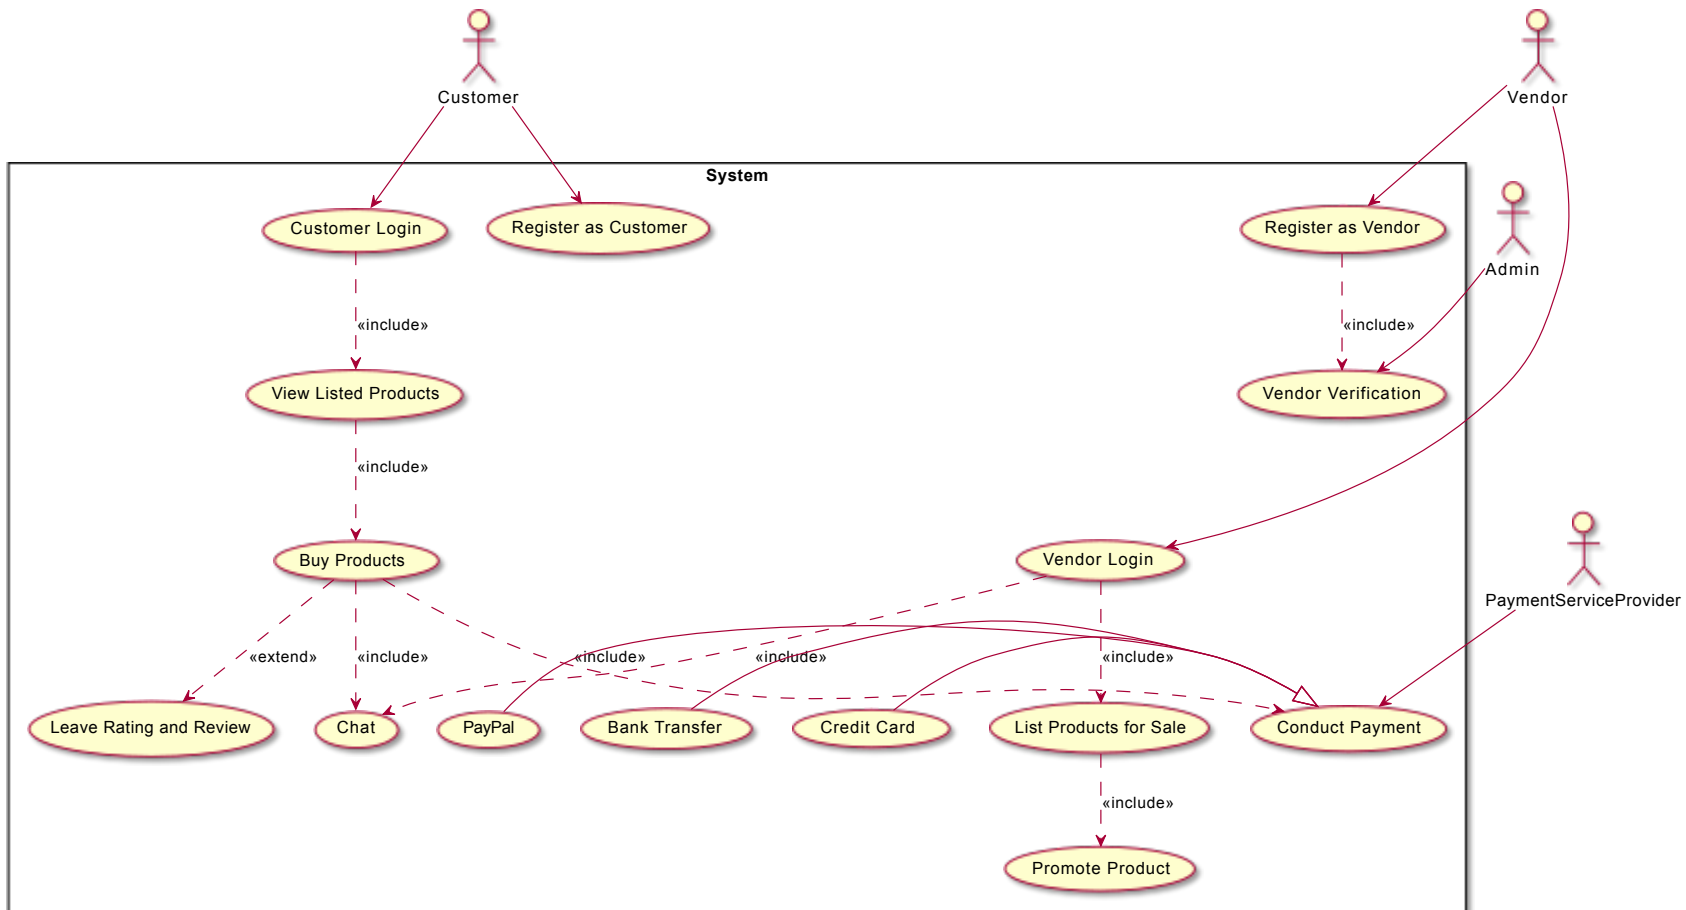 Customer
Vendor
System
Customer Login
Register as Customer
Register as Vendor
Admin
«include»
«include»
View Listed Products
Vendor Verification
«include»
Buy Products
Vendor Login
PaymentServiceProvider
«extend»
«include»
«include»
«include»
«include»
Leave Rating and Review
Chat
PayPal
Bank Transfer
Credit Card
List Products for Sale
Conduct Payment
«include»
Promote Product